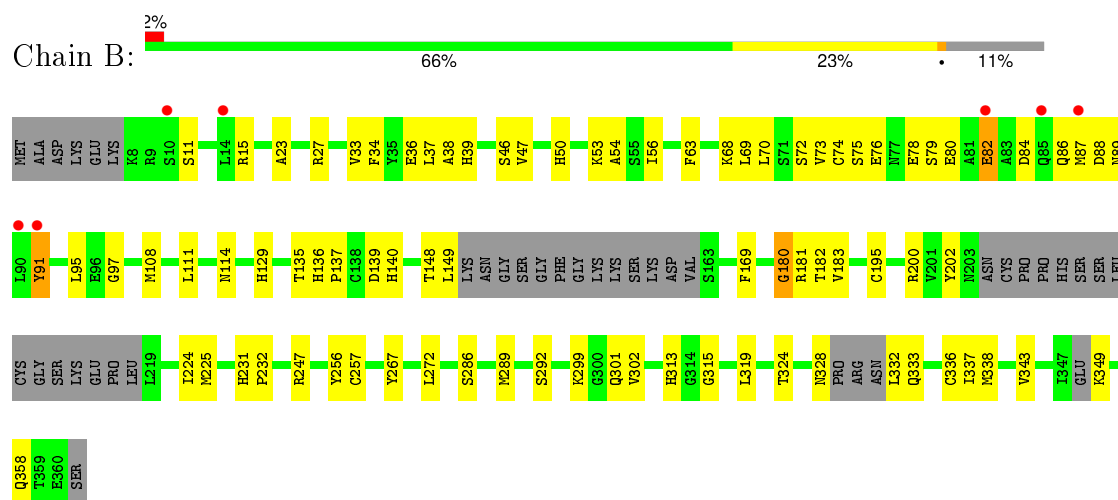 2%
Chain B:
66% 23% • 11%
MET ALA ASP LYS GLU LYS K8 R9 S10 S11 L14 R15 A23 R27 V33 F34 Y35 E36 L37 A38 H39 S46 V47 H50 K53 A54 S55 I56 F63 K68 L69 L70 S71 S72 V73 C74 S75 E76 N77 E78 S79 E80 A81 E82 A83 D84 Q85 Q86 M87 D88 N89
L90 Y91 L95 E96 G97 M108 L111 N114 H129 T135 H136 P137 C138 D139 H140 T148 L149 LYS ASN GLY SER GLY PHE GLY LYS LYS SER LYS ASP VAL S163 F169 G180 R181 T182 V183 C195 R200 V201 Y202 N203 ASN CYS PRO PRO HIS SER SER LEU
CYS GLY SER LYS GLU PRO LEU L219 I224 M225 H231 P232 R247 Y256 C257 Y267 L272 S286 M289 S292 K299 G300 Q301 V302 H313 G314 G315 L319 T324 N328 PRO ARG ASN L332 Q333 C336 I337 M338 V343 I347 GLU K349
Q358 T359 E360 SER